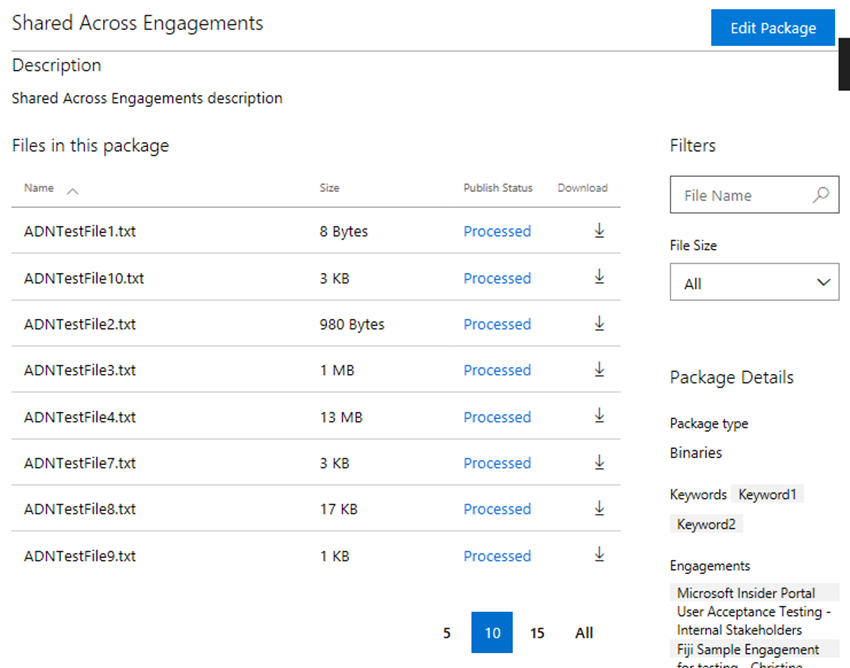 Shared Across Engagements
Edit Package
Description
Shared Across Engagements description
Files in this package
Name Size Publish Status Download
ADNTestFile1.txt 8 Bytes Processed
ADNTestFile10.txt 3 KB Processed
ADNTestFile2.txt 980 Bytes Processed
ADNTestFile3.txt 1 MB Processed
ADNTestFile4.txt 13 MB Processed
ADNTestFile7.txt 3 KB Processed
ADNTestFile8.txt 17 KB Processed
ADNTestFile9.txt 1 KB Processed
5 10 15 All
Filters
File Name
File Size
All
Package Details
Package type
Binaries
Keywords Keyword1
Keyword2
Engagements
Microsoft Insider Portal
User Acceptance Testing -
Internal Stakeholders
Fiji Sample Engagement
for testing - Christine